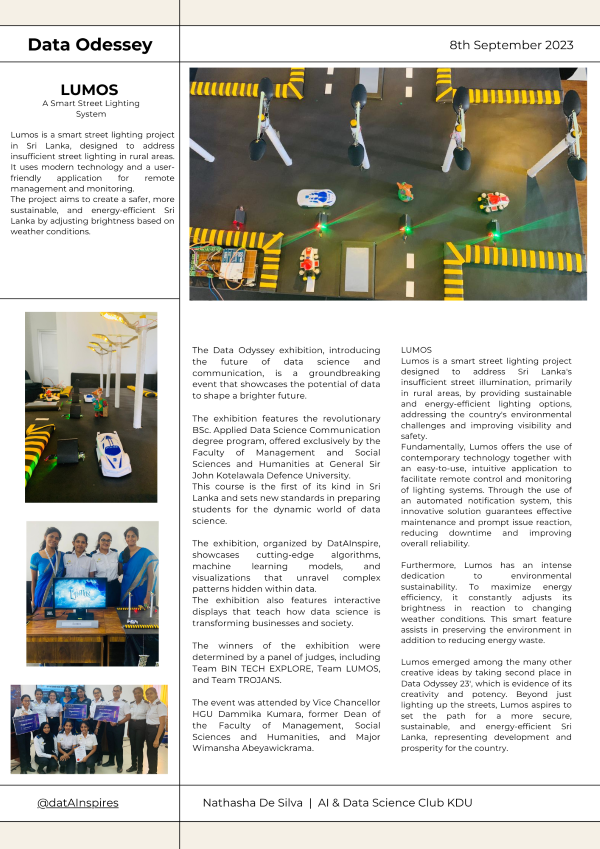 Data Odessey
8th September 2023
LUMOS
A Smart Street Lighting
System
Lumos is a smart street lighting project
in Sri Lanka, designed to address
insufficient street lighting in rural areas.
It uses modern technology and a user-
friendly application for remote
management and monitoring.
The project aims to create a safer, more
sustainable, and energy-efficient Sri
Lanka by adjusting brightness based on
weather conditions.
The Data Odyssey exhibition, introducing
the future of data science and
communication, is a groundbreaking
event that showcases the potential of data
to shape a brighter future.
The exhibition features the revolutionary
BSc. Applied Data Science Communication
degree program, offered exclusively by the
Faculty of Management and Social
Sciences and Humanities at General Sir
John Kotelawala Defence University.
This course is the first of its kind in Sri
Lanka and sets new standards in preparing
students for the dynamic world of data
science.
The exhibition, organized by DatAInspire,
showcases cutting-edge algorithms,
machine learning models, and
visualizations that unravel complex
patterns hidden within data.
The exhibition also features interactive
displays that teach how data science is
transforming businesses and society.
The winners of the exhibition were
determined by a panel of judges, including
Team BIN TECH EXPLORE, Team LUMOS,
and Team TROJANS.
The event was attended by Vice Chancellor
HGU Dammika Kumara, former Dean of
the Faculty of Management, Social
Sciences and Humanities, and Major
Wimansha Abeyawickrama.
LUMOS
Lumos is a smart street lighting project
designed to address Sri Lanka's
insufficient street illumination, primarily
in rural areas, by providing sustainable
and energy-efficient lighting options,
addressing the country's environmental
challenges and improving visibility and
safety.
Fundamentally, Lumos offers the use of
contemporary technology together with
an easy-to-use, intuitive application to
facilitate remote control and monitoring
of lighting systems. Through the use of
an automated notification system, this
innovative solution guarantees effective
maintenance and prompt issue reaction,
reducing downtime and improving
overall reliability.
Furthermore, Lumos has an intense
dedication to environmental
sustainability. To maximize energy
efficiency, it constantly adjusts its
brightness in reaction to changing
weather conditions. This smart feature
assists in preserving the environment in
addition to reducing energy waste.
Lumos emerged among the many other
creative ideas by taking second place in
Data Odyssey 23', which is evidence of its
creativity and potency. Beyond just
lighting up the streets, Lumos aspires to
set the path for a more secure,
sustainable, and energy-efficient Sri
Lanka, representing development and
prosperity for the country.
@datAInspires
Nathasha De Silva | AI & Data Science Club KDU